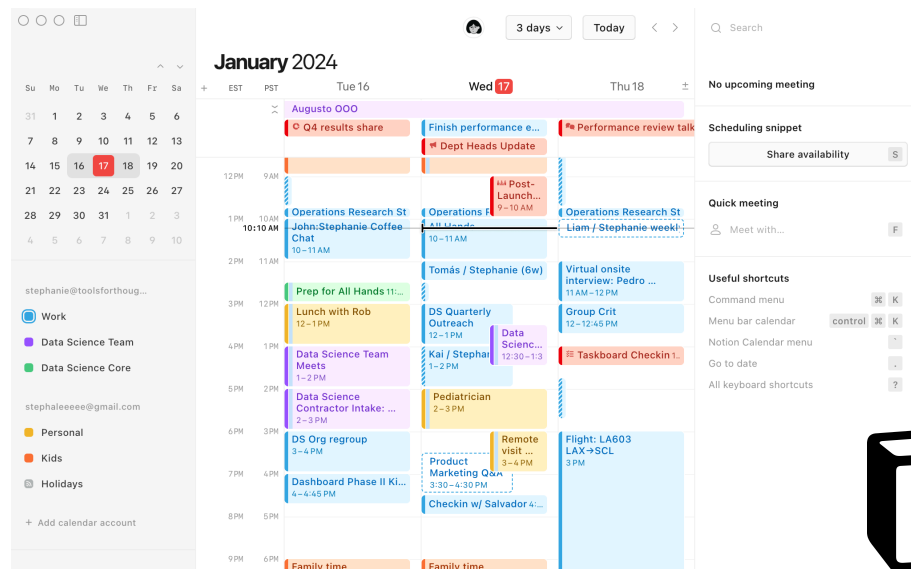 3 days
Today
Search
January 2024
Su Mo Tu We Th Fr Sa
31 1 2 3 4 5 6
7 8 9 10 11 12 13
14 15 16 17 18 19 20
21 22 23 24 25 26 27
28 29 30 31 1 2 3
4 5 6 7 8 9 10
stephanie@toolsforthoug...
Work
Data Science Team
Data Science Core
stephaleeeee@gmail.com
Personal
Kids
Holidays
+ Add calendar account
+ EST PST
Tue 16
Wed 17
Thu 18
Augusto OOO
12 PM 9 AM
1 PM 10 AM
10:10 AM
2 PM 11 AM
3 PM 12 PM
4 PM 1 PM
5 PM 2 PM
6 PM 3 PM
7 PM 4 PM
8 PM 5 PM
9 PM 6 PM
Q4 results share
Operations Research St
John:Stephanie Coffee
Chat
10–11 AM
Prep for All Hands 11:...
Lunch with Rob
12–1 PM
Data Science Team
Meets
1–2 PM
Data Science
Contractor Intake: ...
2–3 PM
DS Org regroup
3–4 PM
Dashboard Phase II Ki...
4–4:45 PM
Family time
Finish performance e...
Dept Heads Update
Post-
Launch...
9–10 AM
Operations R
All Hands
10–11 AM
Tomás / Stephanie (6w)
DS Quarterly
Outreach
12–1 PM
Data
Scienc...
12:30–1:3
Kai / Stephan
1–2 PM
Pediatrician
2–3 PM
Remote
visit ...
3–4 PM
Product
Marketing Q&A
3:30–4:30 PM
Checkin w/ Salvador 4:...
Family time
Performance review talk
Operations Research St
Liam / Stephanie weekl
Virtual onsite
interview: Pedro ...
11 AM–12 PM
Group Crit
12–12:45 PM
Taskboard Checkin 1...
Flight: LA603
LAX→SCL
3 PM
No upcoming meeting
Scheduling snippet
Share availability S
Quick meeting
Meet with... F
Useful shortcuts
Command menu ⌘ K
Menu bar calendar control ⌘ K
Notion Calendar menu `
Go to date .
All keyboard shortcuts ?